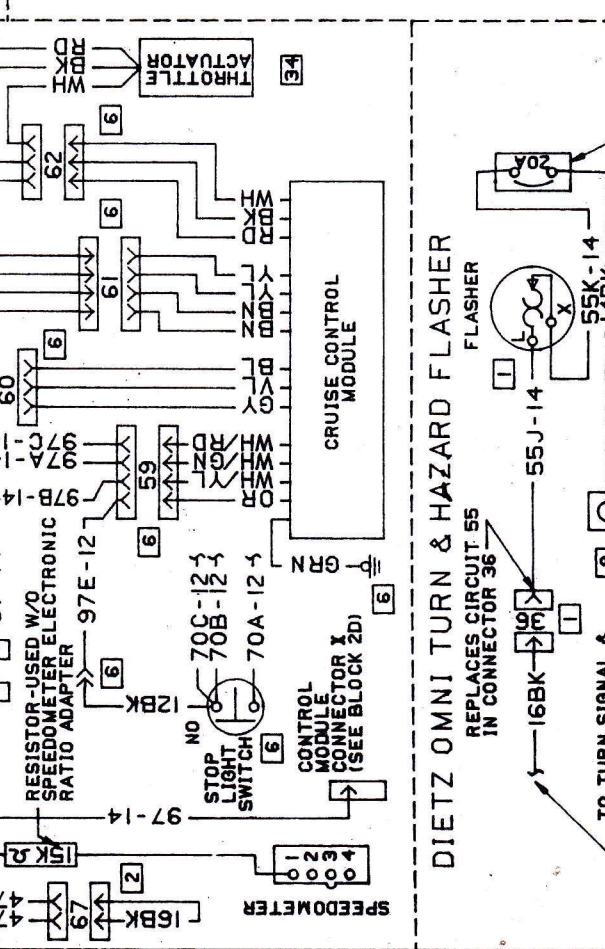 RD
BK
WH
THROTTLE
ACTUATOR
34
6
62
WH
BK
RD
6
61
YL
YL
BN
BN
6
60
BL
VL
GY
CRUISE CONTROL
MODULE
97A-14
97B-14
59
WH/RD
WH/GN
WH/YL
OR
6
GRN
6
RESISTOR-USED W/O
SPEEDOMETER ELECTRONIC
RATIO ADAPTER
97E-12
6
12BK
70C-12
70B-12
70A-12
NO
STOP
LIGHT
SWITCH
6
CONTROL
MODULE
CONNECTOR X
(SEE BLOCK 2D)
97-14
15K Ω
1 2 3 4
SPEEDOMETER
2
67
16BK
DIETZ OMNI TURN & HAZARD FLASHER
20A
FLASHER
L
X
55K-14
1
55J-14
REPLACES CIRCUIT 55
IN CONNECTOR 36
36
1
16BK
TO TURN SIGNAL &